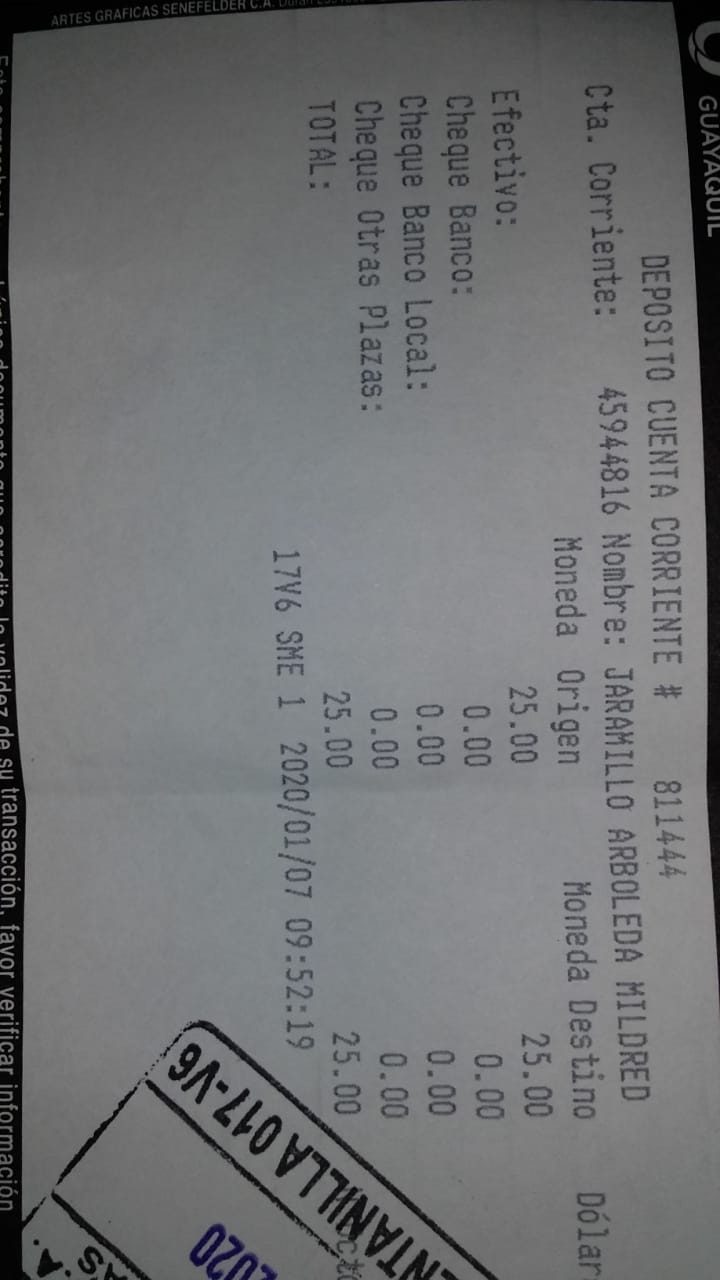 GUAYAQUIL
DEPOSITO CUENTA CORRIENTE # 811444
Cta. Corriente: 45944816 Nombre: JARAMILLO ARBOLEDA MILDRED
Moneda Origen Moneda Destino Dólar
Efectivo: 25.00 25.00
Cheque Banco: 0.00 0.00
Cheque Banco Local: 0.00 0.00
Cheque Otras Plazas: 0.00 0.00
TOTAL: 25.00 25.00
17V6 SME 1 2020/01/07 09:52:19
VENTANILLA 017-V6
2020
ARTES GRAFICAS SENEFELDER C.A.
validez de su transacción, favor verificar información